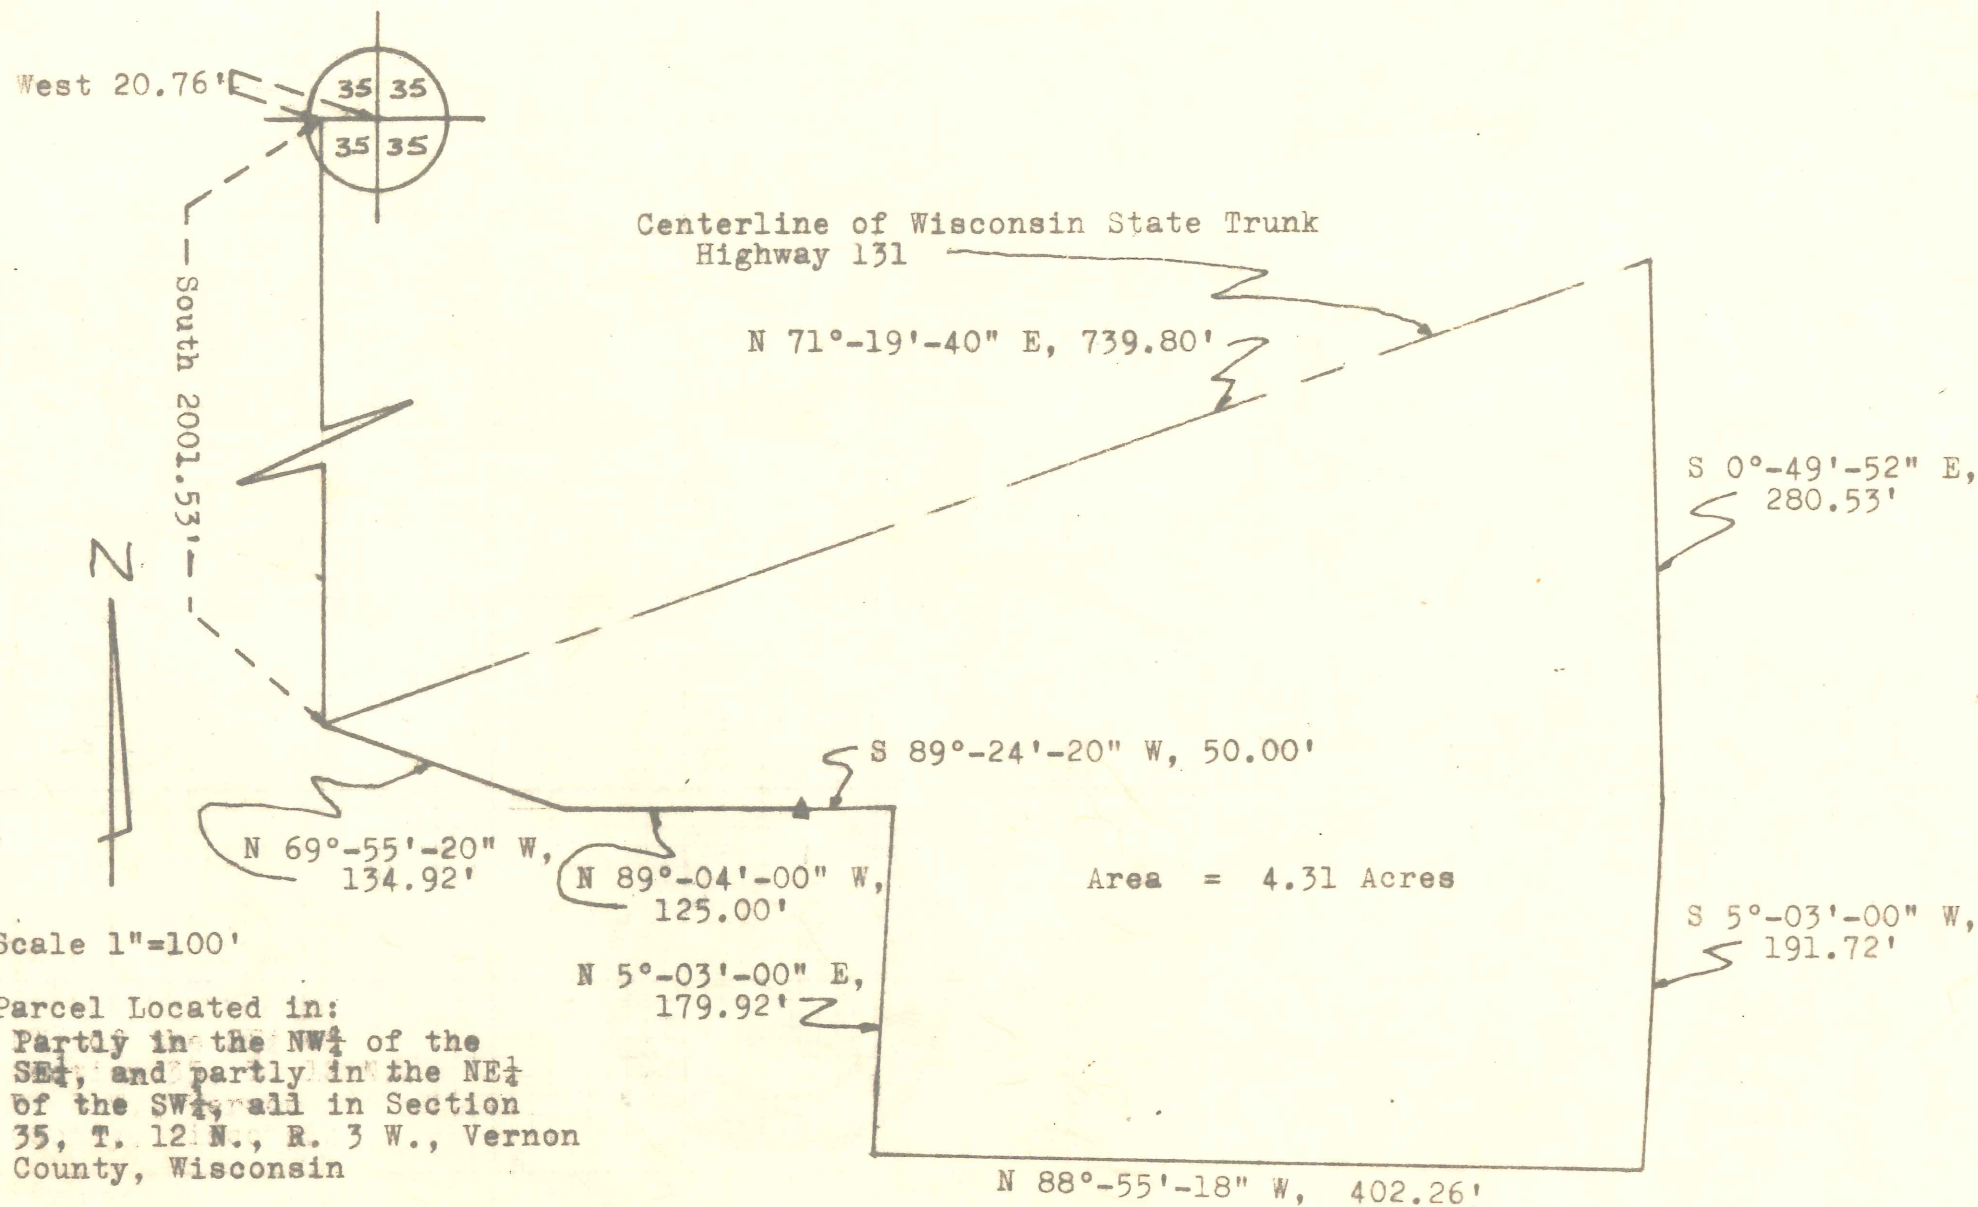 West 20.76'
35 35
35 35
Centerline of Wisconsin State Trunk
Highway 131
N 71°-19'-40" E, 739.80'
South 2001.53'
S 0°-49'-52" E,
280.53'
N
S 89°-24'-20" W, 50.00'
N 69°-55'-20" W,
134.92'
N 89°-04'-00" W,
125.00'
Area = 4.31 Acres
S 5°-03'-00" W,
191.72'
Scale 1"=100'
N 5°-03'-00" E,
179.92'
Parcel Located in:
Partly in the NW¼ of the
SE¼, and partly in the NE¼
of the SW¼, all in Section
35, T. 12 N., R. 3 W., Vernon
County, Wisconsin
N 88°-55'-18" W, 402.26'